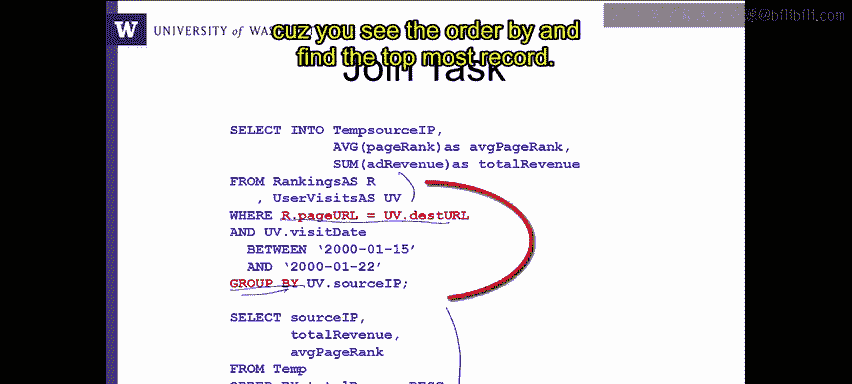 cuz you see the order by and
find the top most record.
W UNIVERSITY of WAS
@bilibili.com
Join Task
SELECT INTO TempsourceIP,
AVG(pageRank)as avgPageRank,
SUM(adRevenue)as totalRevenue
FROM RankingsAS R
, UserVisitsAS UV
WHERE R.pageURL = UV.destURL
AND UV.visitDate
BETWEEN ‘2000-01-15’
AND ‘2000-01-22’
GROUP BY UV.sourceIP;
SELECT sourceIP,
totalRevenue,
avgPageRank
FROM Temp